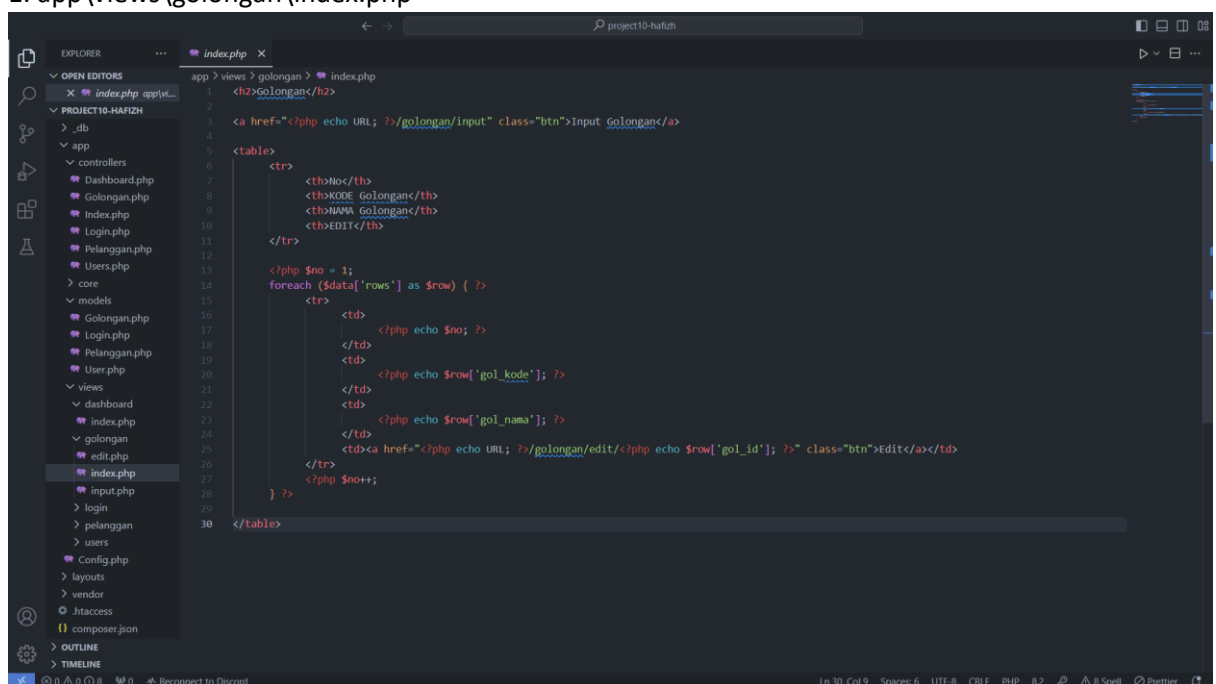 1. app\views\golongan\index.php
project10-hafizh
EXPLORER
index.php
OPEN EDITORS
index.php app\vi...
PROJECT10-HAFIZH
_db
app
controllers
Dashboard.php
Golongan.php
Index.php
Login.php
Pelanggan.php
Users.php
core
models
Golongan.php
Login.php
Pelanggan.php
User.php
views
dashboard
index.php
golongan
edit.php
index.php
input.php
login
pelanggan
users
Config.php
layouts
vendor
.htaccess
composer.json
OUTLINE
TIMELINE
app > views > golongan > index.php
1 <h2>Golongan</h2>
2
3 <a href="<?php echo URL; ?>/golongan/input" class="btn">Input Golongan</a>
4
5 <table>
6 <tr>
7 <th>No</th>
8 <th>KODE Golongan</th>
9 <th>NAMA Golongan</th>
10 <th>EDIT</th>
11 </tr>
12
13 <?php $no = 1;
14 foreach ($data['rows'] as $row) { ?>
15 <tr>
16 <td>
17 <?php echo $no; ?>
18 </td>
19 <td>
20 <?php echo $row['gol_kode']; ?>
21 </td>
22 <td>
23 <?php echo $row['gol_nama']; ?>
24 </td>
25 <td><a href="<?php echo URL; ?>/golongan/edit/<?php echo $row['gol_id']; ?>" class="btn">Edit</a></td>
26 </tr>
27 <?php $no++;
28 } ?>
29
30 </table>
0 0 8 0 Reconnect to Discord Ln 30, Col 9 Spaces: 6 UTF-8 CRLF PHP 8.2 8 Spell Prettier